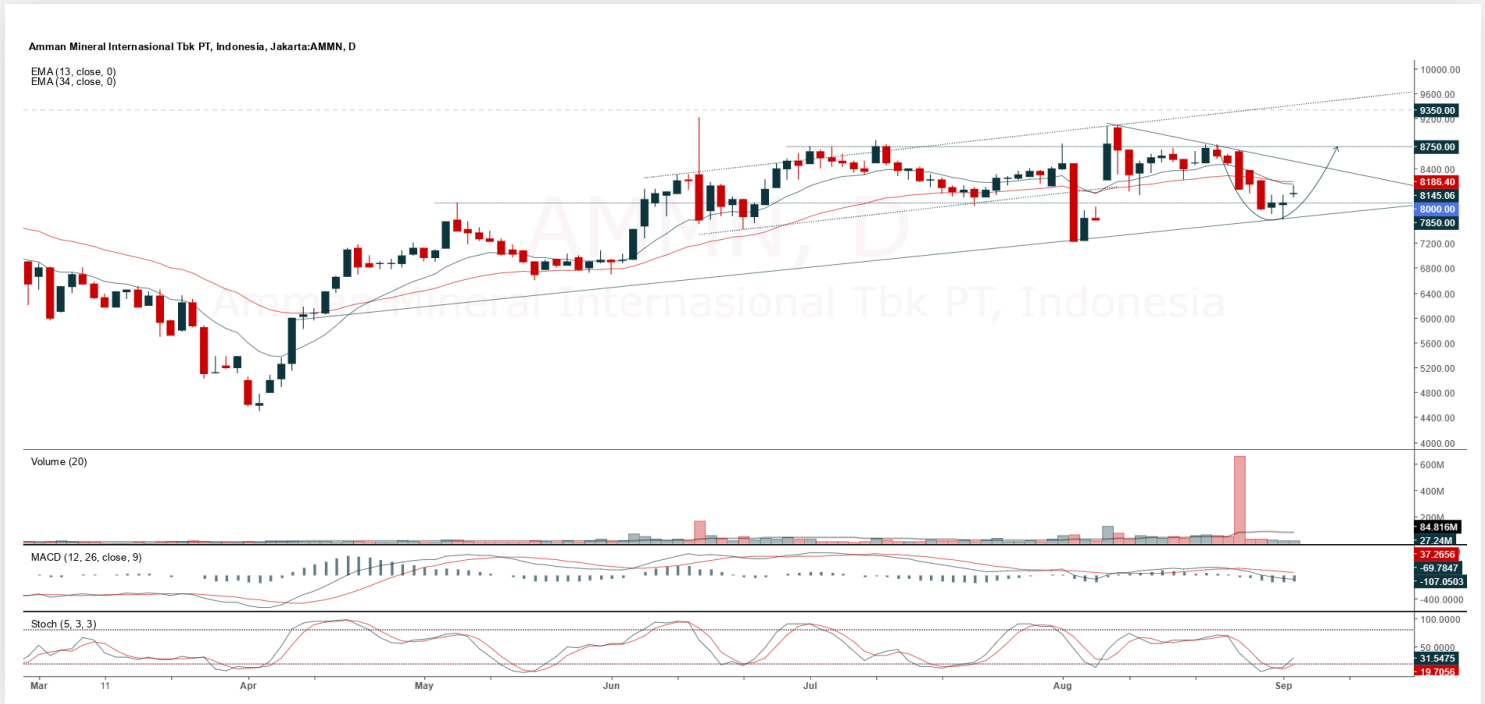 Amman Mineral Internasional Tbk PT, Indonesia, Jakarta:AMMN, D
EMA (13, close, 0)
EMA (34, close, 0)
AMMN, D
Amman Mineral Internasional Tbk PT, Indonesia
10000.00
9600.00
9350.00
9200.00
8750.00
8400.00
8186.40
8145.06
8000.00
7850.00
7200.00
6800.00
6400.00
6000.00
5600.00
5200.00
4800.00
4400.00
4000.00
Volume (20)
600M
400M
200M
84.816M
27.24M
MACD (12, 26, close, 9)
37.2656
-69.7847
-107.0503
-400.0000
Stoch (5, 3, 3)
100.0000
50.0000
31.5475
19.7056
Mar 11 Apr May Jun Jul Aug Sep